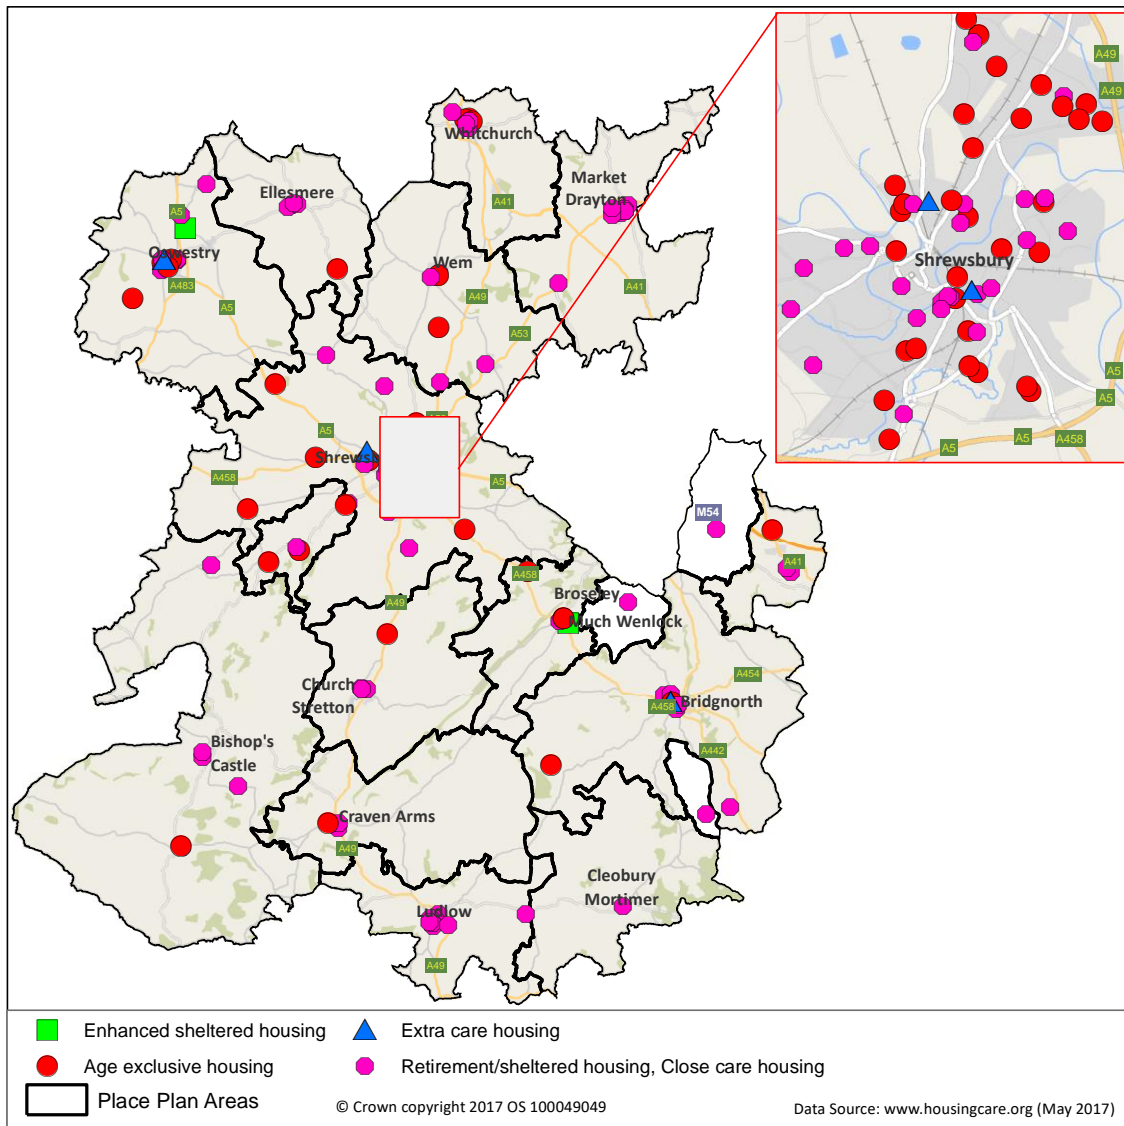 A49
A49
Whitchurch
Market
Drayton
Ellesmere
A41
A5
Oswestry
Wem
Shrewsbury
A483
A41
A49
A5
A53
A5
A5
A458
A5
A5
A458
A5
M54
A41
A458
Broseley
Much Wenlock
A49
A454
Church
Stretton
Bridgnorth
A458
Bishop's
Castle
A442
Craven Arms
A49
Cleobury
Mortimer
Ludlow
A49
Enhanced sheltered housing
Extra care housing
Age exclusive housing
Retirement/sheltered housing, Close care housing
Place Plan Areas
© Crown copyright 2017 OS 100049049
Data Source: www.housingcare.org (May 2017)